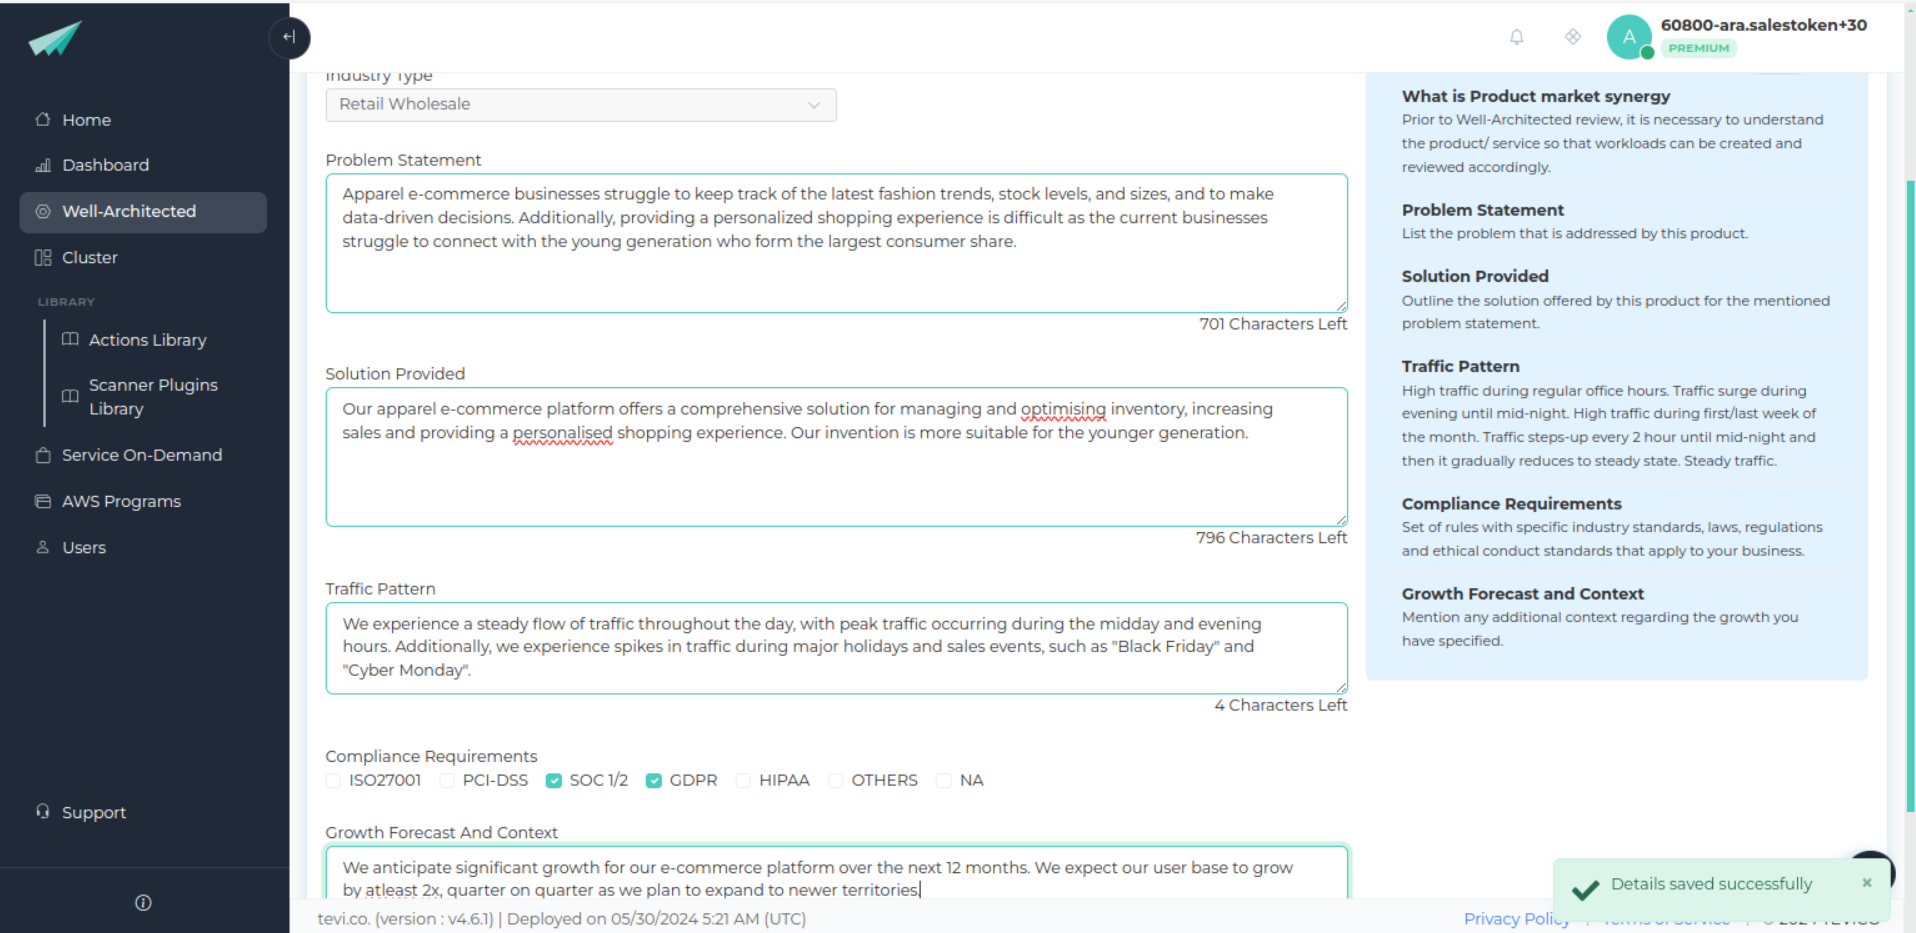 60800-ara.salestoken+30
A
PREMIUM
Home
Dashboard
Well-Architected
Cluster
LIBRARY
Actions Library
Scanner Plugins
Library
Service On-Demand
AWS Programs
Users
Support
Industry Type
Retail Wholesale
Problem Statement
Apparel e-commerce businesses struggle to keep track of the latest fashion trends, stock levels, and sizes, and to make
data-driven decisions. Additionally, providing a personalized shopping experience is difficult as the current businesses
struggle to connect with the young generation who form the largest consumer share.
701 Characters Left
Solution Provided
Our apparel e-commerce platform offers a comprehensive solution for managing and optimising inventory, increasing
sales and providing a personalised shopping experience. Our invention is more suitable for the younger generation.
796 Characters Left
Traffic Pattern
We experience a steady flow of traffic throughout the day, with peak traffic occurring during the midday and evening
hours. Additionally, we experience spikes in traffic during major holidays and sales events, such as "Black Friday" and
"Cyber Monday".
4 Characters Left
Compliance Requirements
ISO27001 PCI-DSS SOC 1/2 GDPR HIPAA OTHERS NA
Growth Forecast And Context
We anticipate significant growth for our e-commerce platform over the next 12 months. We expect our user base to grow
by atleast 2x, quarter on quarter as we plan to expand to newer territories
What is Product market synergy
Prior to Well-Architected review, it is necessary to understand
the product/ service so that workloads can be created and
reviewed accordingly.
Problem Statement
List the problem that is addressed by this product.
Solution Provided
Outline the solution offered by this product for the mentioned
problem statement.
Traffic Pattern
High traffic during regular office hours. Traffic surge during
evening until mid-night. High traffic during first/last week of
the month. Traffic steps-up every 2 hour until mid-night and
then it gradually reduces to steady state. Steady traffic.
Compliance Requirements
Set of rules with specific industry standards, laws, regulations
and ethical conduct standards that apply to your business.
Growth Forecast and Context
Mention any additional context regarding the growth you
have specified.
Details saved successfully
tevi.co. (version : v4.6.1) | Deployed on 05/30/2024 5:21 AM (UTC)
Privacy Policy / Terms of Service / © 2024 TEVICO